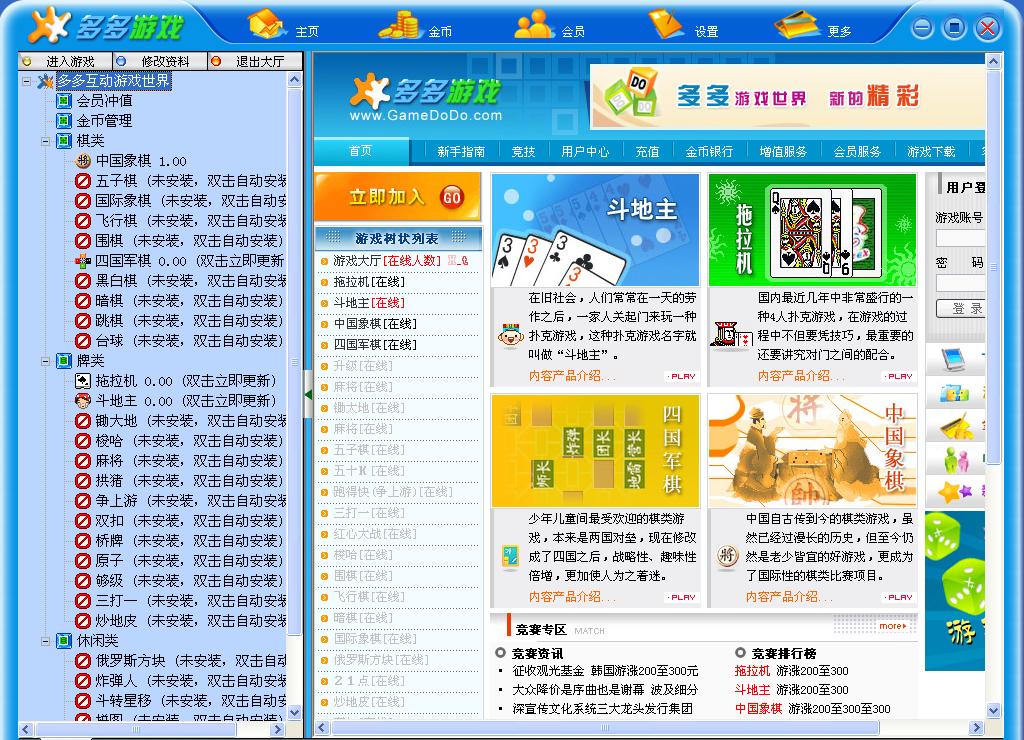 多多游戏
主页
金币
会员
设置
更多
进入游戏
修改资料
退出大厅
多多互动游戏世界
会员冲值
金币管理
棋类
中国象棋 1.00
五子棋 (未安装, 双击自动安装
国际象棋 (未安装, 双击自动安
飞行棋 (未安装, 双击自动安装
围棋 (未安装, 双击自动安装)
四国军棋 0.00 (双击立即更新
黑白棋 (未安装, 双击自动安装
暗棋 (未安装, 双击自动安装)
跳棋 (未安装, 双击自动安装)
台球 (未安装, 双击自动安装)
牌类
拖拉机 0.00 (双击立即更新)
斗地主 0.00 (双击立即更新)
锄大地 (未安装, 双击自动安装)
梭哈 (未安装, 双击自动安装)
麻将 (未安装, 双击自动安装)
拱猪 (未安装, 双击自动安装)
争上游 (未安装, 双击自动安装)
双扣 (未安装, 双击自动安装)
桥牌 (未安装, 双击自动安装)
原子 (未安装, 双击自动安装)
够级 (未安装, 双击自动安装)
三打一 (未安装, 双击自动安装)
炒地皮 (未安装, 双击自动安装)
休闲类
俄罗斯方块 (未安装, 双击自动
炸弹人 (未安装, 双击自动安装
斗转星移 (未安装, 双击自动安
拼图 (未安装, 双击自动安装)
多多游戏
www.GameDoDo.com
DO
多多游戏世界 新的精彩
首页
新手指南
竞技
用户中心
充值
金币银行
增值服务
会员服务
游戏下载
立即加入 GO
游戏树状列表
游戏大厅[在线人数]
拖拉机[在线]
斗地主[在线]
中国象棋[在线]
四国军棋[在线]
升级[在线]
麻将[在线]
锄大地[在线]
麻将[在线]
五子棋[在线]
五十K[在线]
跑得快(争上游)[在线]
三打一[在线]
红心大战[在线]
梭哈[在线]
围棋[在线]
飞行棋[在线]
暗棋[在线]
国际象棋[在线]
俄罗斯方块[在线]
21点[在线]
炒地皮[在线]
斗地主
在旧社会，人们常常在一天的劳
作之后，一家人关起门来玩一种
扑克游戏，这种扑克游戏名字就
叫做“斗地主”。
内容产品介绍...
PLAY
拖拉机
国内最近几年中非常盛行的一
种4人扑克游戏，在游戏的过
程中不但要凭技巧，最重要的
还要讲究对门之间的配合。
内容产品介绍...
PLAY
四国军棋
炸弹
团长
营长
师长
地雷
少年儿童间最受欢迎的棋类游
戏，本来是两国对垒，现在修改
成了四国之后，战略性、趣味性
倍增，更加使人为之着迷。
内容产品介绍...
PLAY
中国象棋
将
帥
中国自古传到今的棋类游戏，虽
然已经过漫长的历史，但至今仍
然是老少皆宜的好游戏，更成为
了国际性的棋类比赛项目。
内容产品介绍...
PLAY
竞赛专区 MATCH
more
竞赛资讯
征收观光基金 韩国游涨200至300元
大众降价是序曲也是谢幕 波及细分
深宣传文化系统三大龙头发行集团
竞赛排行榜
拖拉机 游涨200至300
斗地主 游涨200至300
中国象棋 游涨200至300至300
用户登
游戏账号
密 码
登 录
游